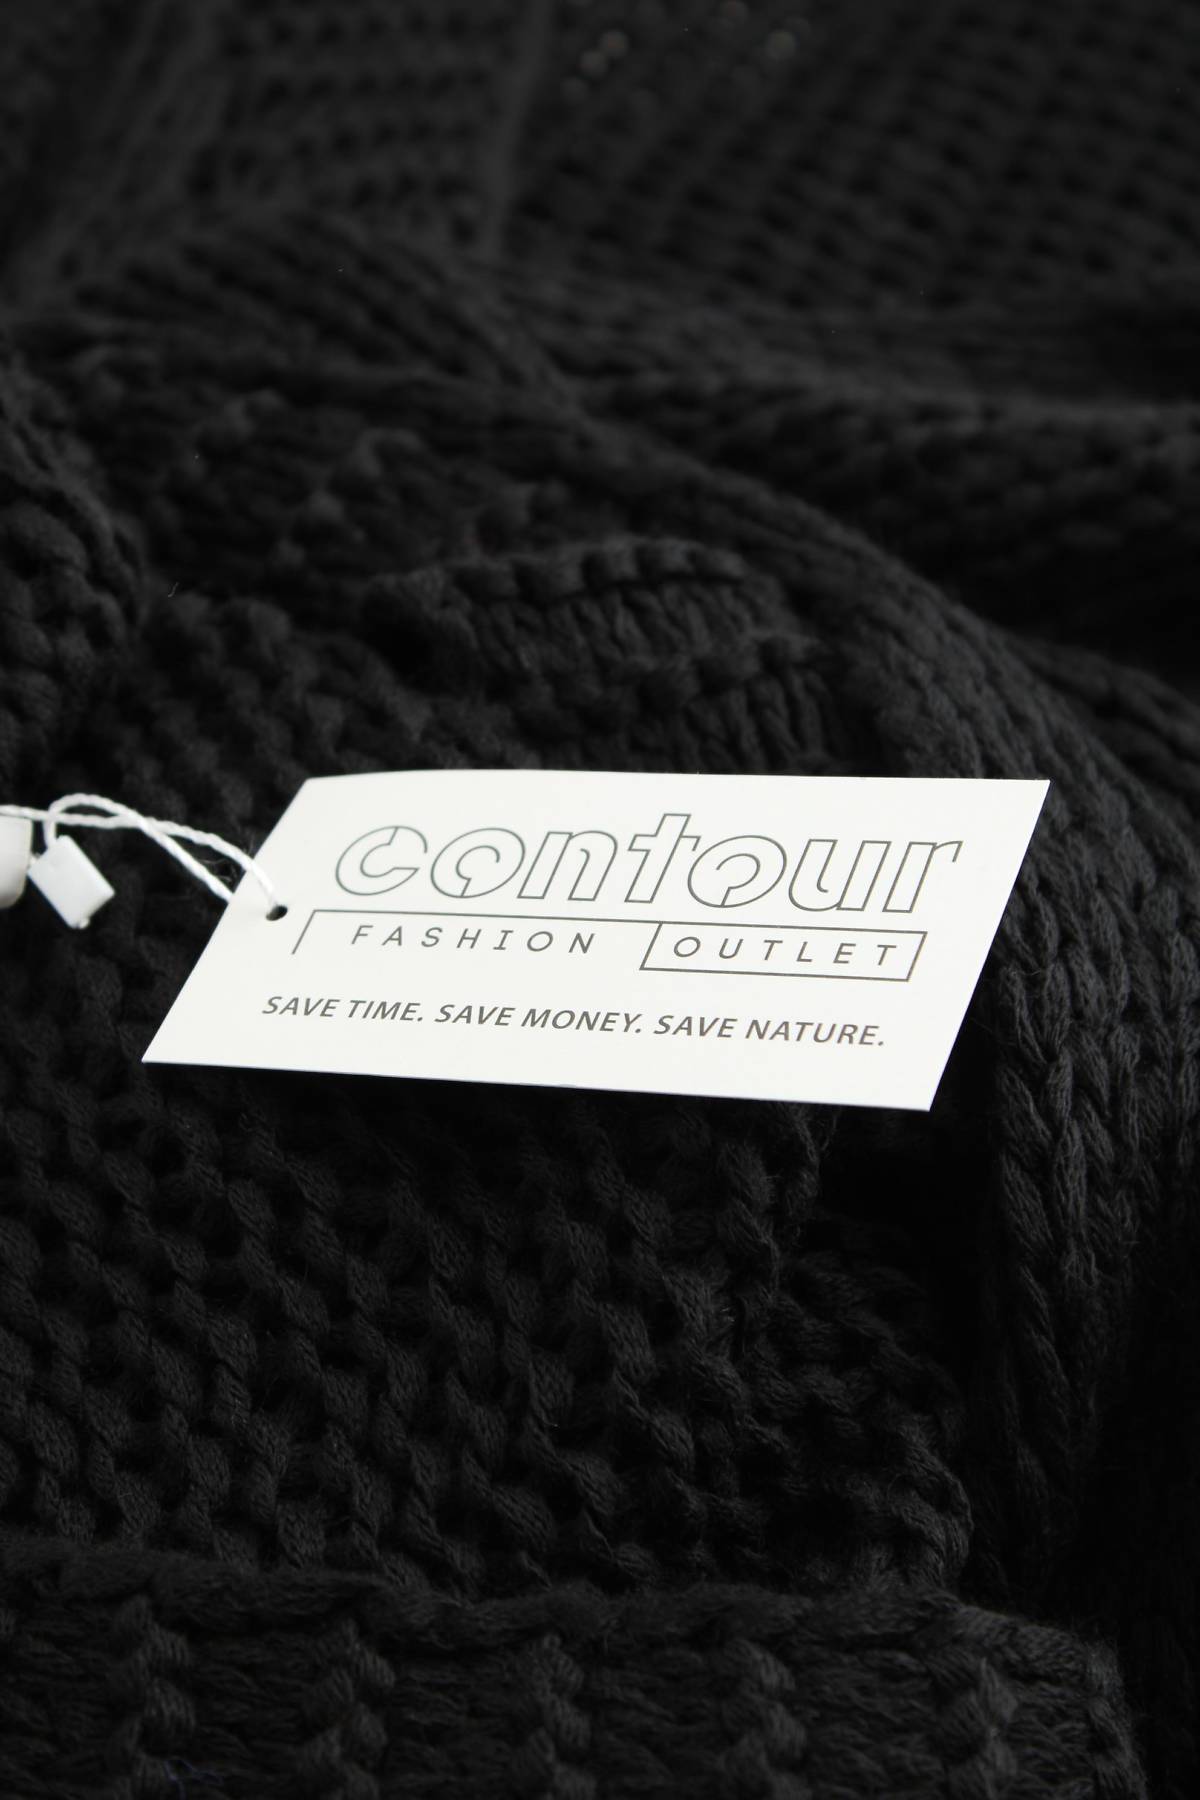 contour
FASHION OUTLET
SAVE TIME. SAVE MONEY. SAVE NATURE.